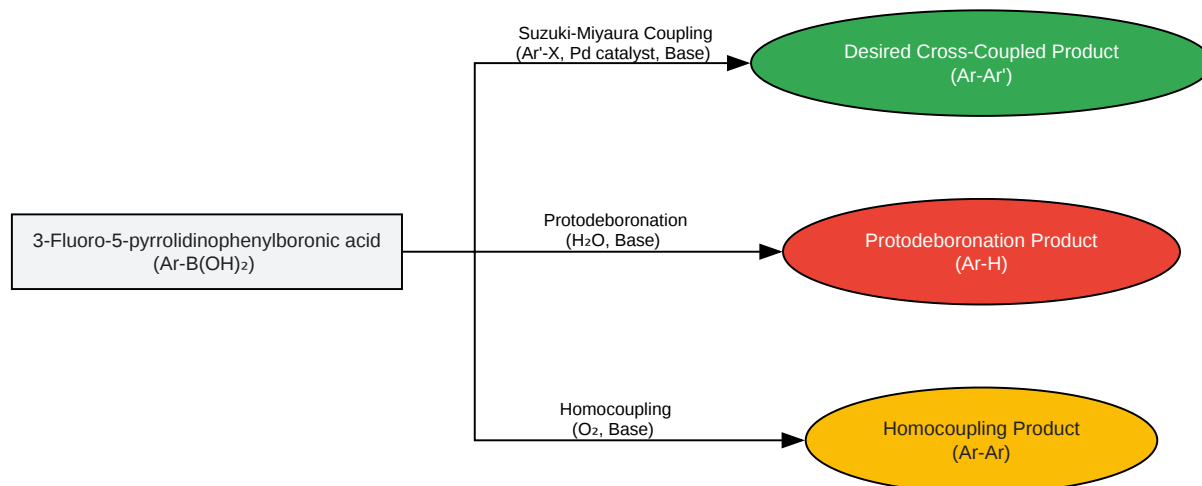 Suzuki-Miyaura Coupling
(Ar'-X, Pd catalyst, Base)
Desired Cross-Coupled Product
(Ar-Ar')
3-Fluoro-5-pyrrolidinophenylboronic acid
(Ar-B(OH)₂)
Protodeboronation
(H₂O, Base)
Protodeboronation Product
(Ar-H)
Homocoupling
(O₂, Base)
Homocoupling Product
(Ar-Ar)